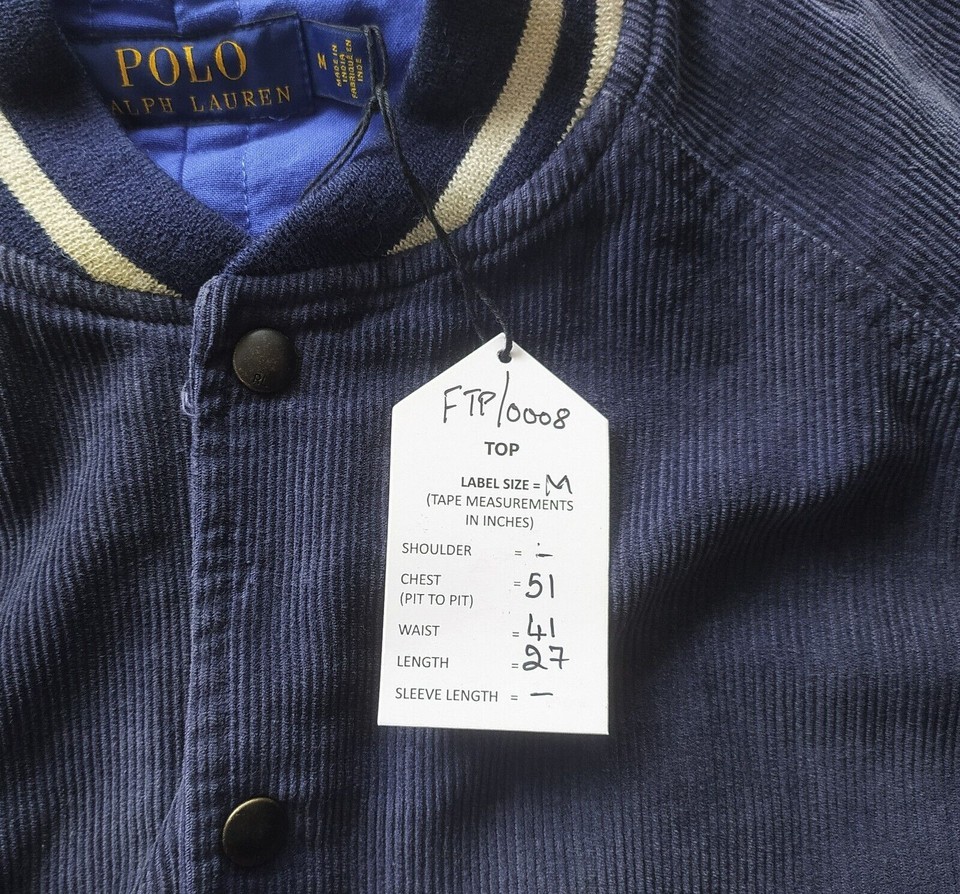 POLO
ALPH LAUREN
M
MADE IN
INDIA
FABRIQUÉ EN
INDE
FTP/0008
TOP
LABEL SIZE = M
(TAPE MEASUREMENTS
IN INCHES)
SHOULDER = -
CHEST = 51
(PIT TO PIT)
WAIST = 41
LENGTH = 27
SLEEVE LENGTH = -